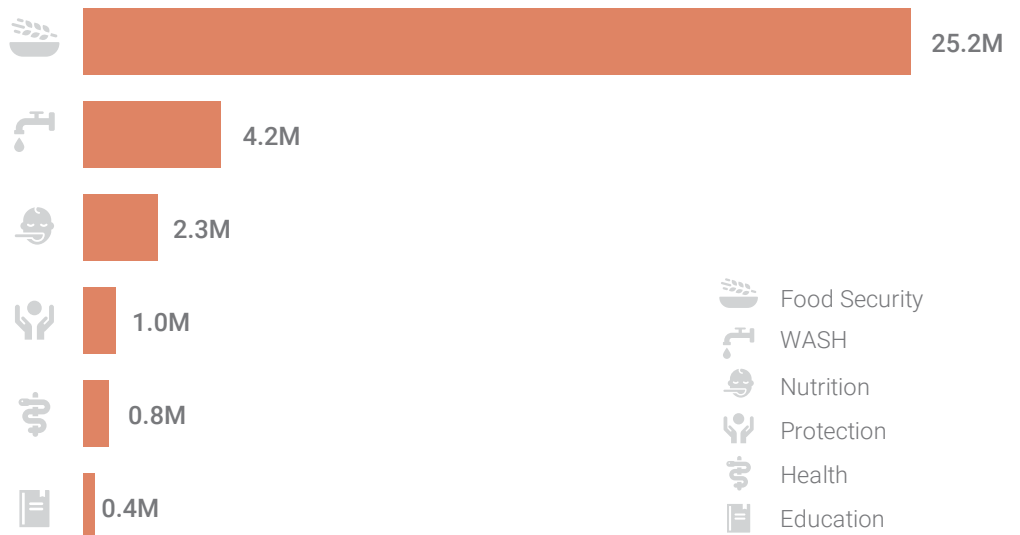 25.2M
4.2M
2.3M
1.0M
0.8M
0.4M
Food Security
WASH
Nutrition
Protection
Health
Education